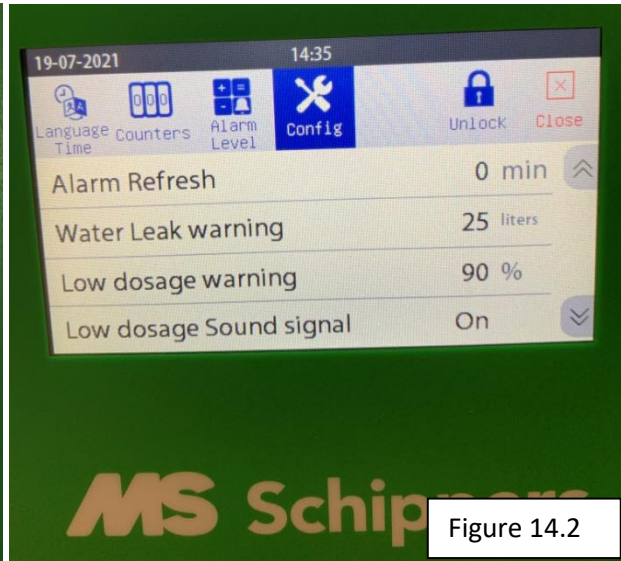 19-07-2021 14:35
Language Time Counters Alarm Level Config Unlock Close
Alarm Refresh 0 min
Water Leak warning 25 liters
Low dosage warning 90 %
Low dosage Sound signal On
MS Schippers
Figure 14.2